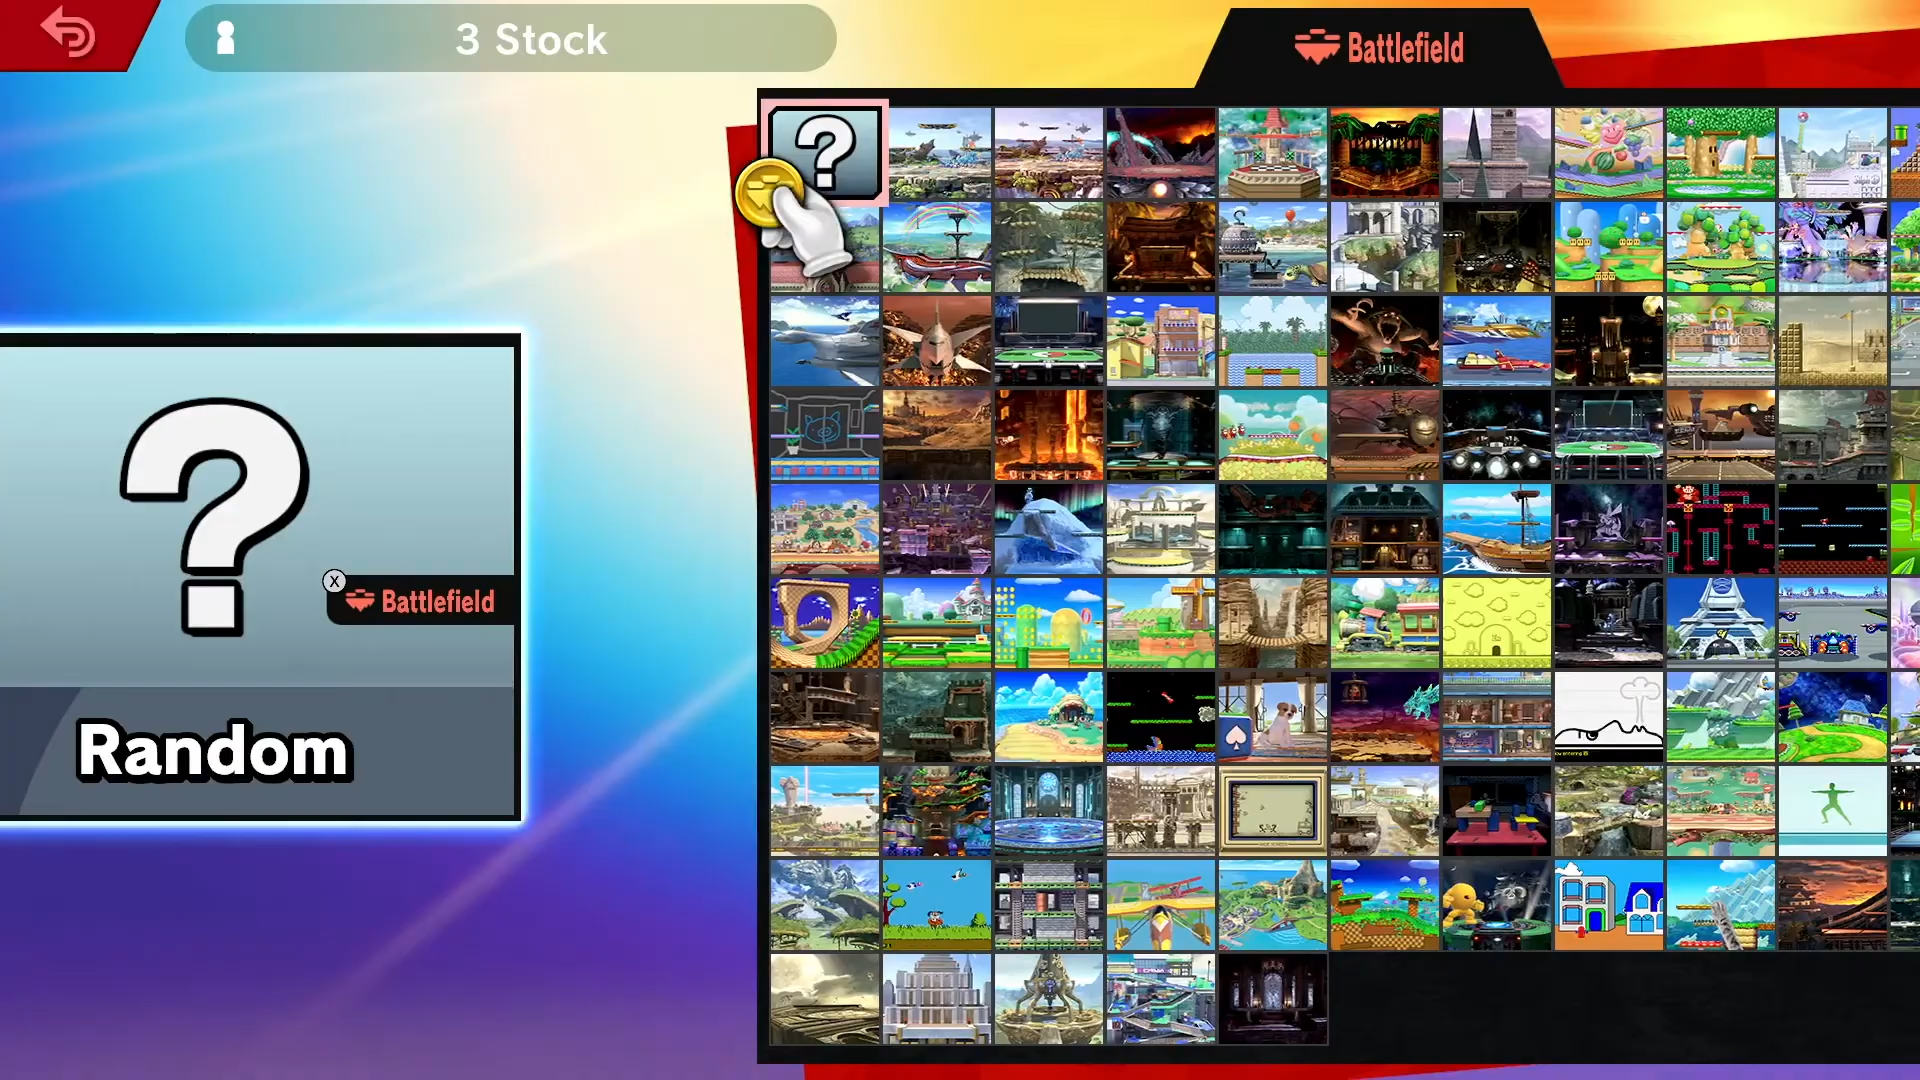 3 Stock
Battlefield
?
?
X
Battlefield
Random